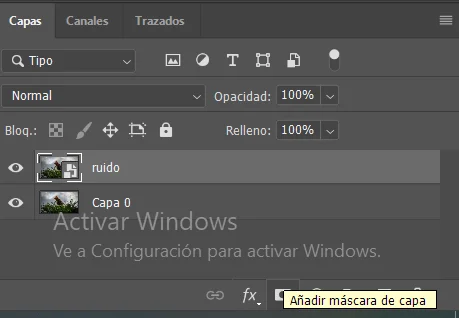 Capas Canales Trazados
Tipo
Normal Opacidad: 100%
Bloq.: Relleno: 100%
ruido
Capa 0
Activar Windows
Ve a Configuración para activar Windows.
fx
Añadir máscara de capa